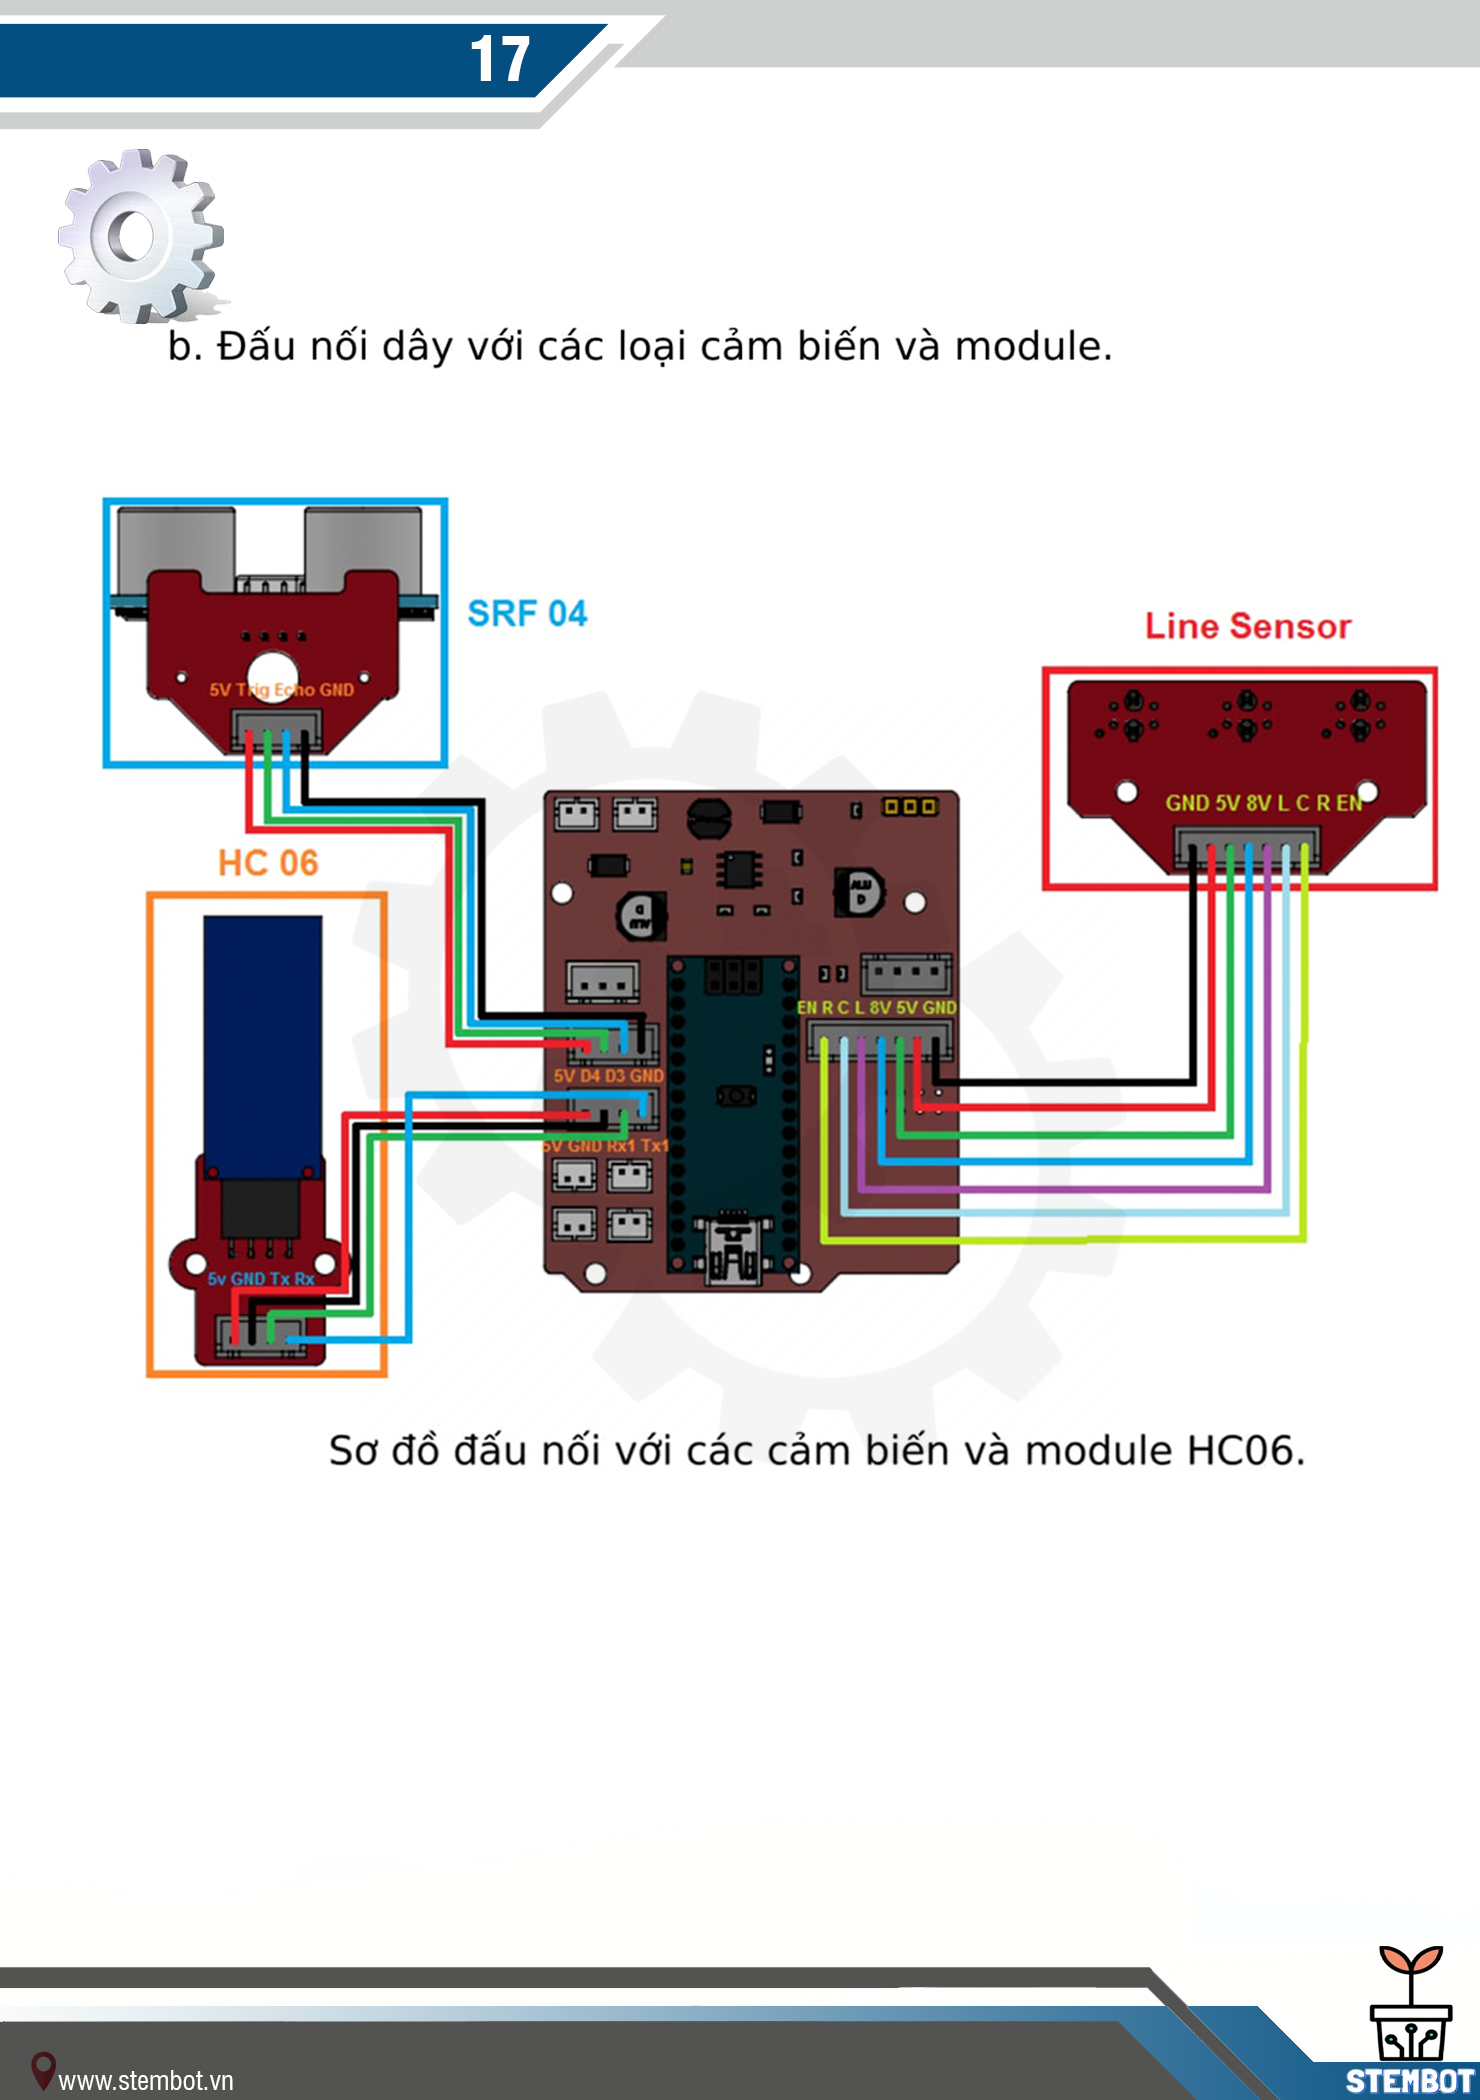 17
b. Đấu nối dây với các loại cảm biến và module.
SRF 04
Line Sensor
5V Trig Echo GND
GND 5V 8V L C R EN
HC 06
ALU
D
ALU
D
EN R C L 8V 5V GND
5V D4 D3 GND
5V GND Rx1 Tx1
5v GND Tx Rx
Sơ đồ đấu nối với các cảm biến và module HC06.
www.stembot.vn
STEMBOT